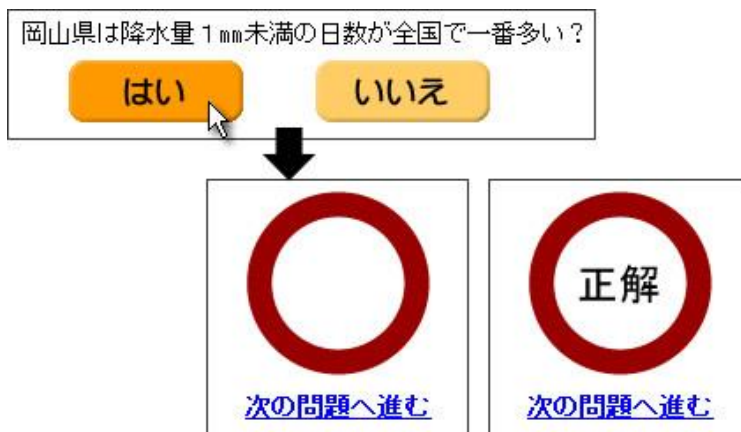 岡山県は降水量1㎜未満の日数が全国で一番多い？
はい
いいえ
正解
次の問題へ進む
次の問題へ進む